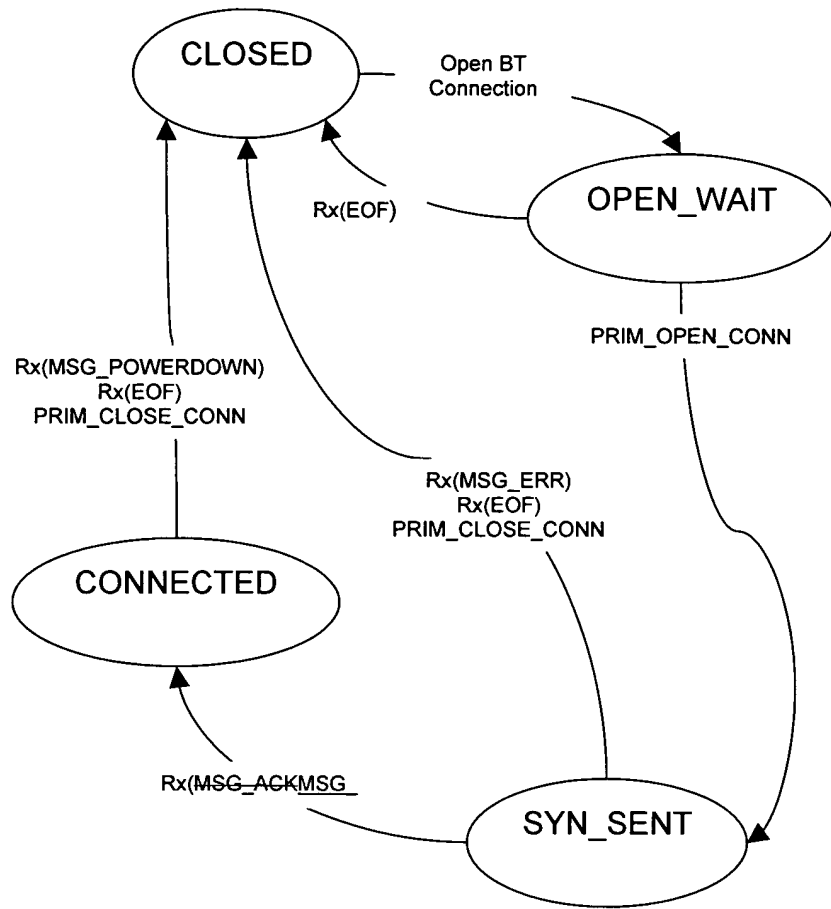 CLOSED
Open BT
Connection
OPEN_WAIT
Rx(EOF)
PRIM_OPEN_CONN
Rx(MSG_POWERDOWN)
Rx(EOF)
PRIM_CLOSE_CONN
Rx(MSG_ERR)
Rx(EOF)
PRIM_CLOSE_CONN
CONNECTED
Rx(MSG_ACKMSG_
SYN_SENT